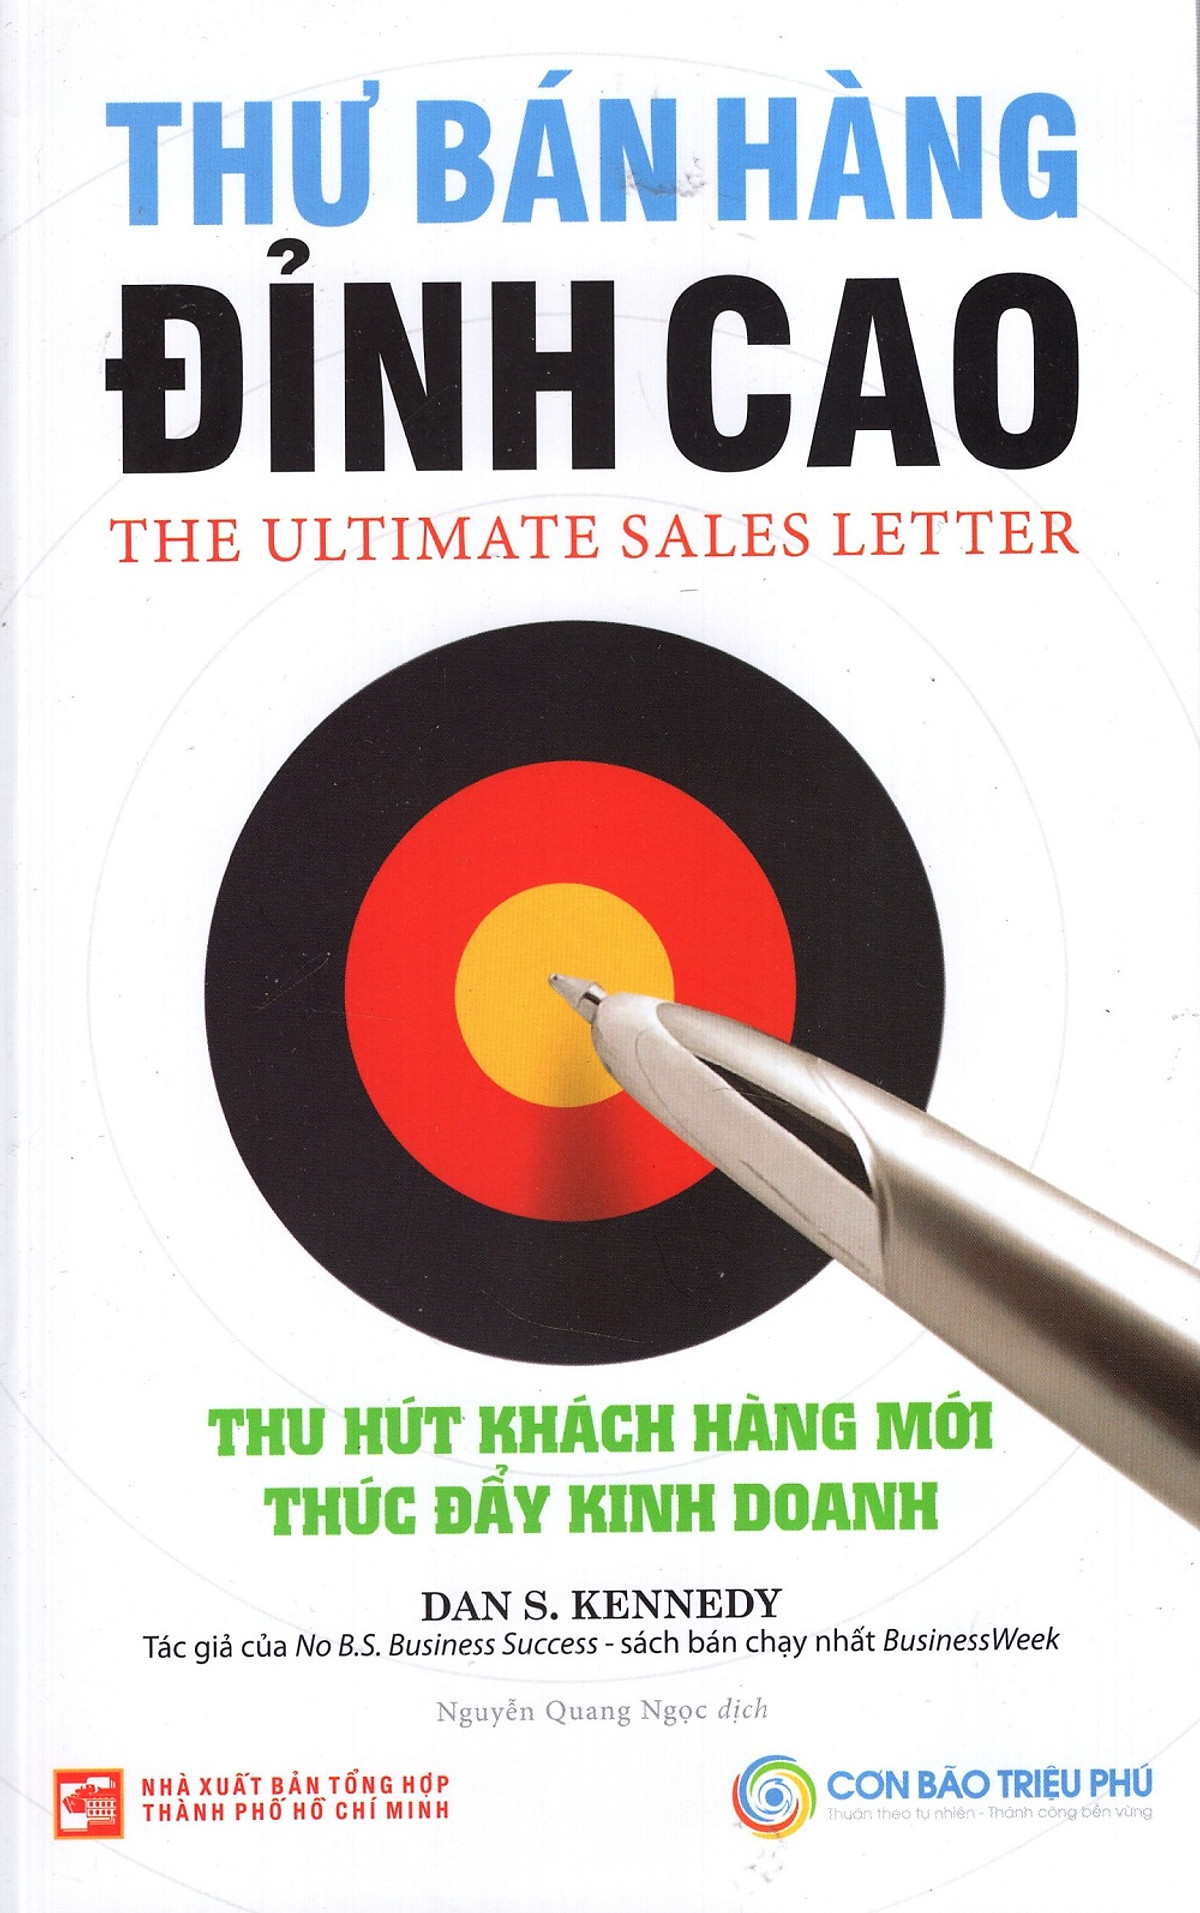 THƯ BÁN HÀNG
ĐỈNH CAO
THE ULTIMATE SALES LETTER
THU HÚT KHÁCH HÀNG MỚI
THÚC ĐẨY KINH DOANH
DAN S. KENNEDY
Tác giả của No B.S. Business Success - sách bán chạy nhất BusinessWeek
Nguyễn Quang Ngọc dịch
NHÀ XUẤT BẢN TỔNG HỢP
THÀNH PHỐ HỒ CHÍ MINH
CƠN BÃO TRIỆU PHÚ
Thuận theo tự nhiên - Thành công bền vững